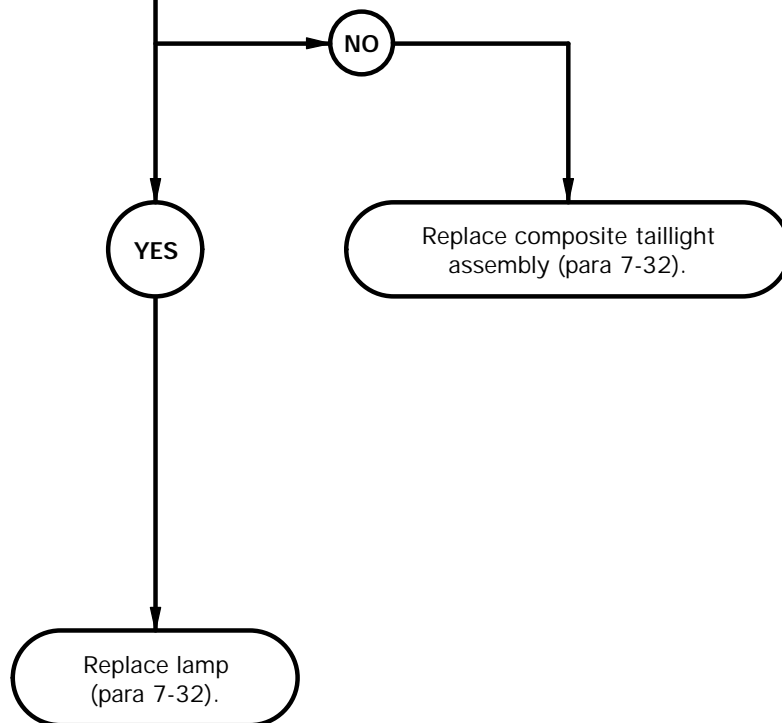 NO
YES
Replace composite taillight
assembly (para 7-32).
Replace lamp
(para 7-32).